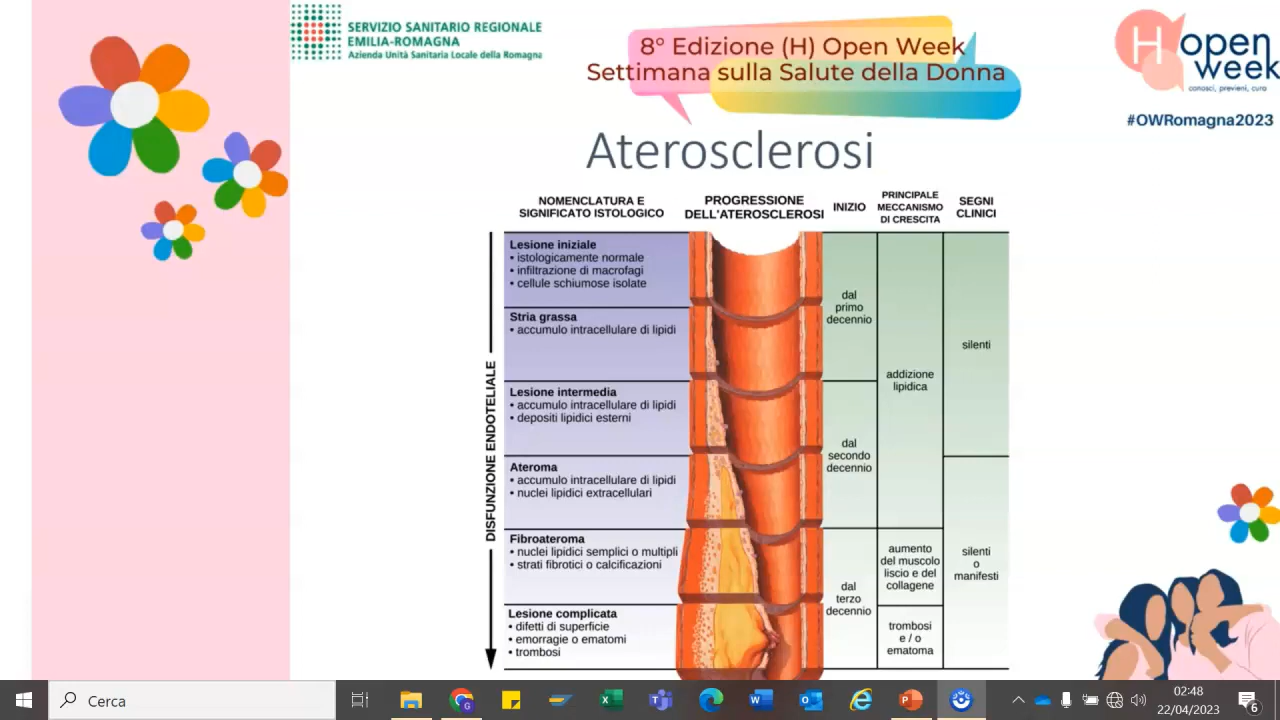 SERVIZIO SANITARIO REGIONALE
EMILIA-ROMAGNA
Azienda Unità Sanitaria Locale della Romagna
8° Edizione (H) Open Week
Settimana sulla Salute della Donna
H open
week
conosci, previeni, cura
#OWRomagna2023
Aterosclerosi
NOMENCLATURA E
SIGNIFICATO ISTOLOGICO
PROGRESSIONE
DELL'ATEROSCLEROSI
INIZIO
PRINCIPALE
MECCANISMO
DI CRESCITA
SEGNI
CLINICI
DISFUNZIONE ENDOTELIALE
Lesione iniziale
• istologicamente normale
• infiltrazione di macrofagi
• cellule schiumose isolate
Stria grassa
• accumulo intracellulare di lipidi
Lesione intermedia
• accumulo intracellulare di lipidi
• depositi lipidici esterni
Ateroma
• accumulo intracellulare di lipidi
• nuclei lipidici extracellulari
Fibroateroma
• nuclei lipidici semplici o multipli
• strati fibrotici o calcificazioni
Lesione complicata
• difetti di superficie
• emorragie o ematomi
• trombosi
dal
primo
decennio
dal
secondo
decennio
dal
terzo
decennio
addizione
lipidica
aumento
del muscolo
liscio e del
collagene
trombosi
e / o
ematoma
silenti
silenti
o
manifesti
Cerca
02:48
22/04/2023
6